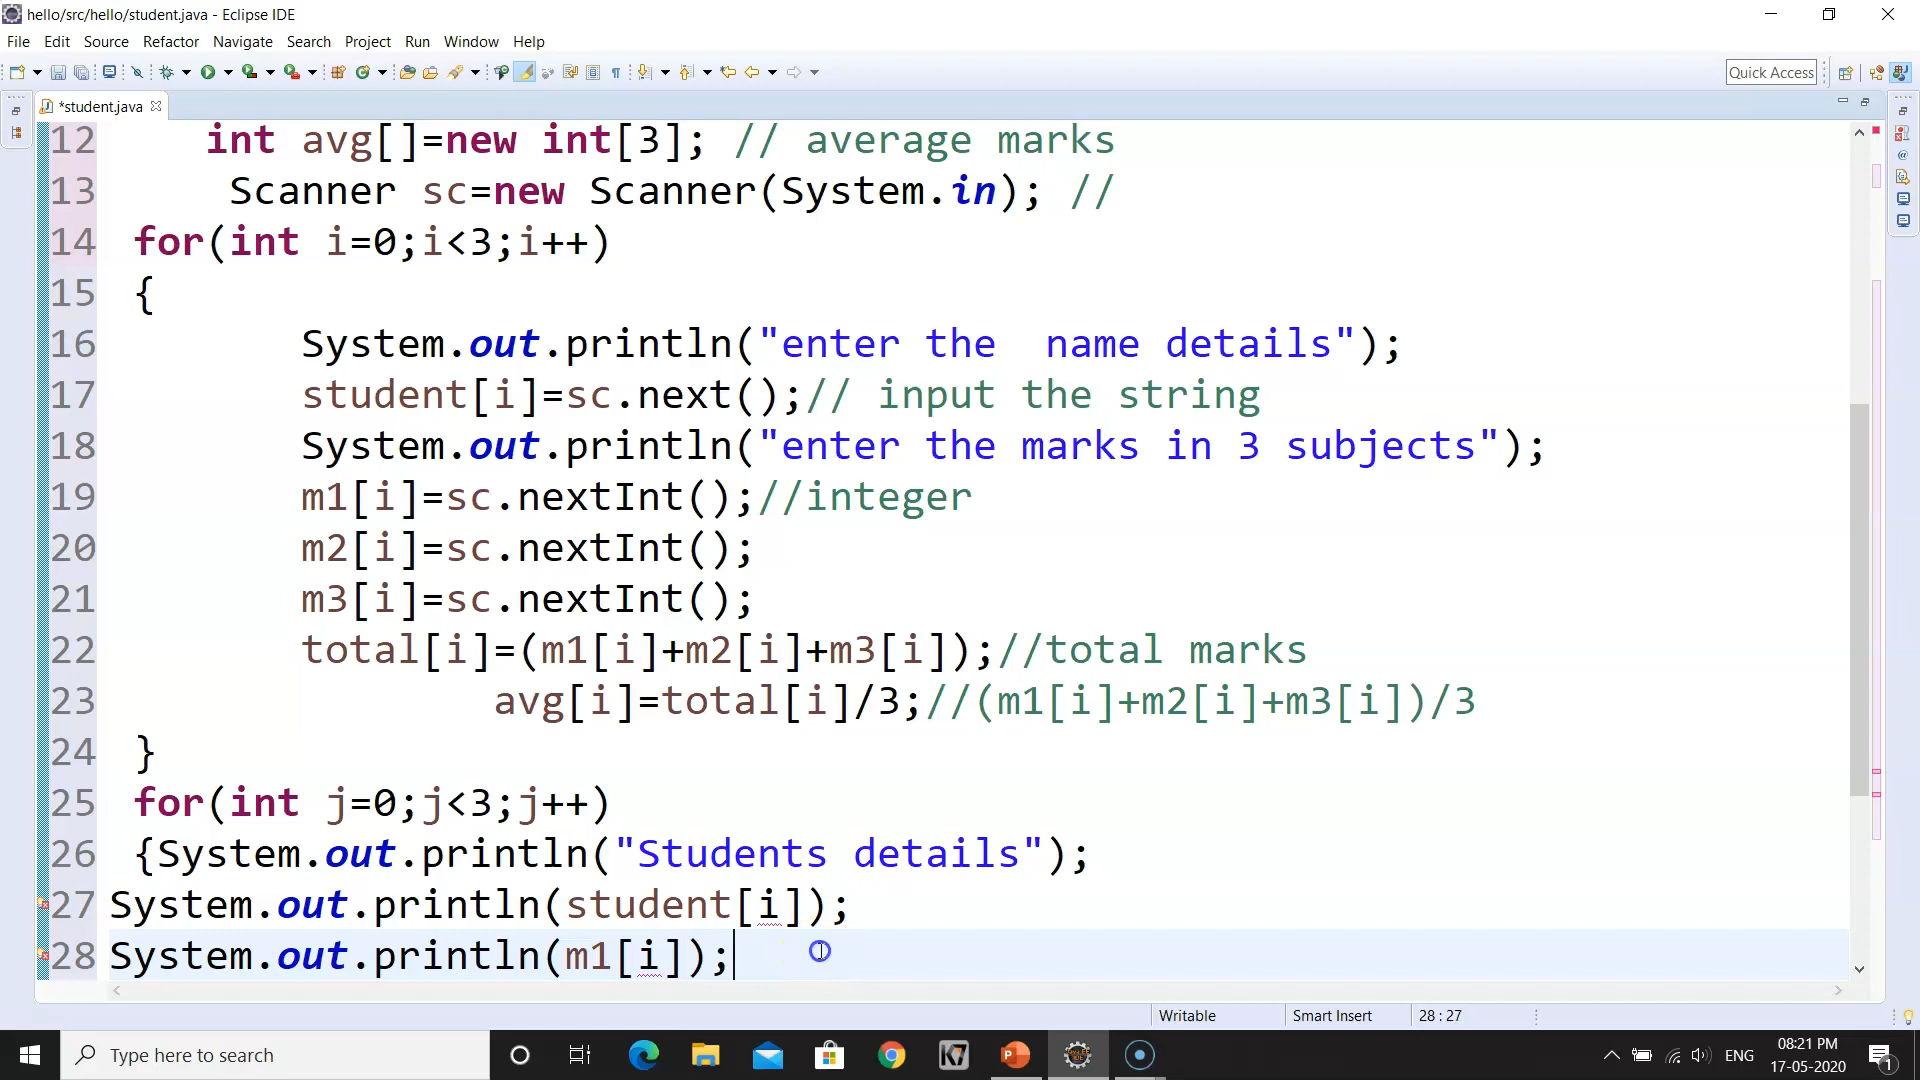 hello/src/hello/student.java - Eclipse IDE
File Edit Source Refactor Navigate Search Project Run Window Help
Quick Access
*student.java
12 int avg[]=new int[3]; // average marks
13 Scanner sc=new Scanner(System.in); //
14 for(int i=0;i<3;i++)
15 {
16 System.out.println("enter the  name details");
17 student[i]=sc.next();// input the string
18 System.out.println("enter the marks in 3 subjects");
19 m1[i]=sc.nextInt();//integer
20 m2[i]=sc.nextInt();
21 m3[i]=sc.nextInt();
22 total[i]=(m1[i]+m2[i]+m3[i]);//total marks
23 avg[i]=total[i]/3;//(m1[i]+m2[i]+m3[i])/3
24 }
25 for(int j=0;j<3;j++)
26 {System.out.println("Students details");
27 System.out.println(student[i]);
28 System.out.println(m1[i]);
Writable Smart Insert 28 : 27
Type here to search
ENG
08:21 PM
17-05-2020
1